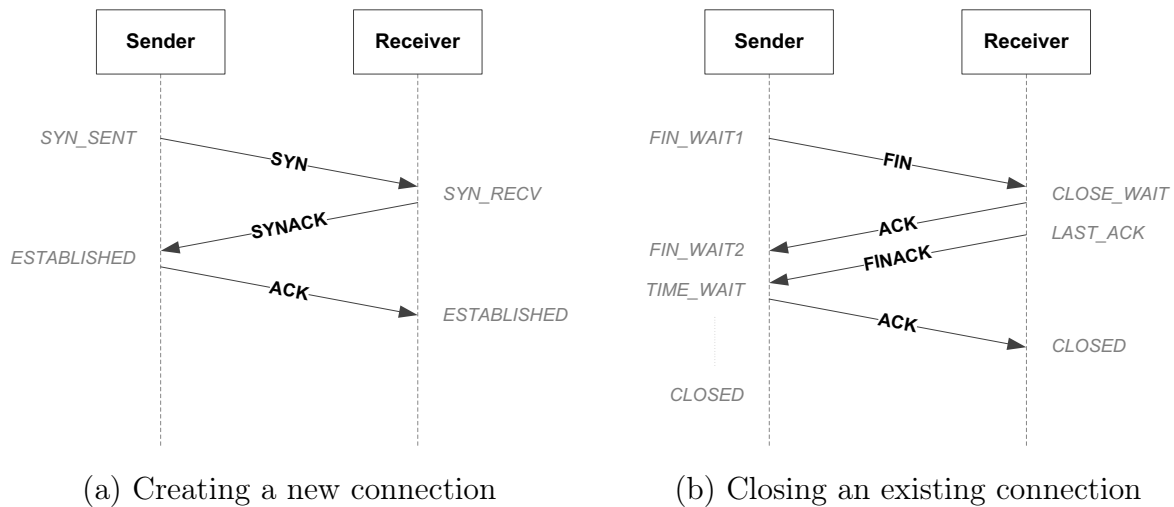 Sender
Receiver
SYN_SENT
SYN
SYN_RECV
SYNACK
ESTABLISHED
ACK
ESTABLISHED
(a) Creating a new connection
Sender
Receiver
FIN_WAIT1
FIN
CLOSE_WAIT
ACK
LAST_ACK
FIN_WAIT2
FINACK
TIME_WAIT
ACK
CLOSED
CLOSED
(b) Closing an existing connection